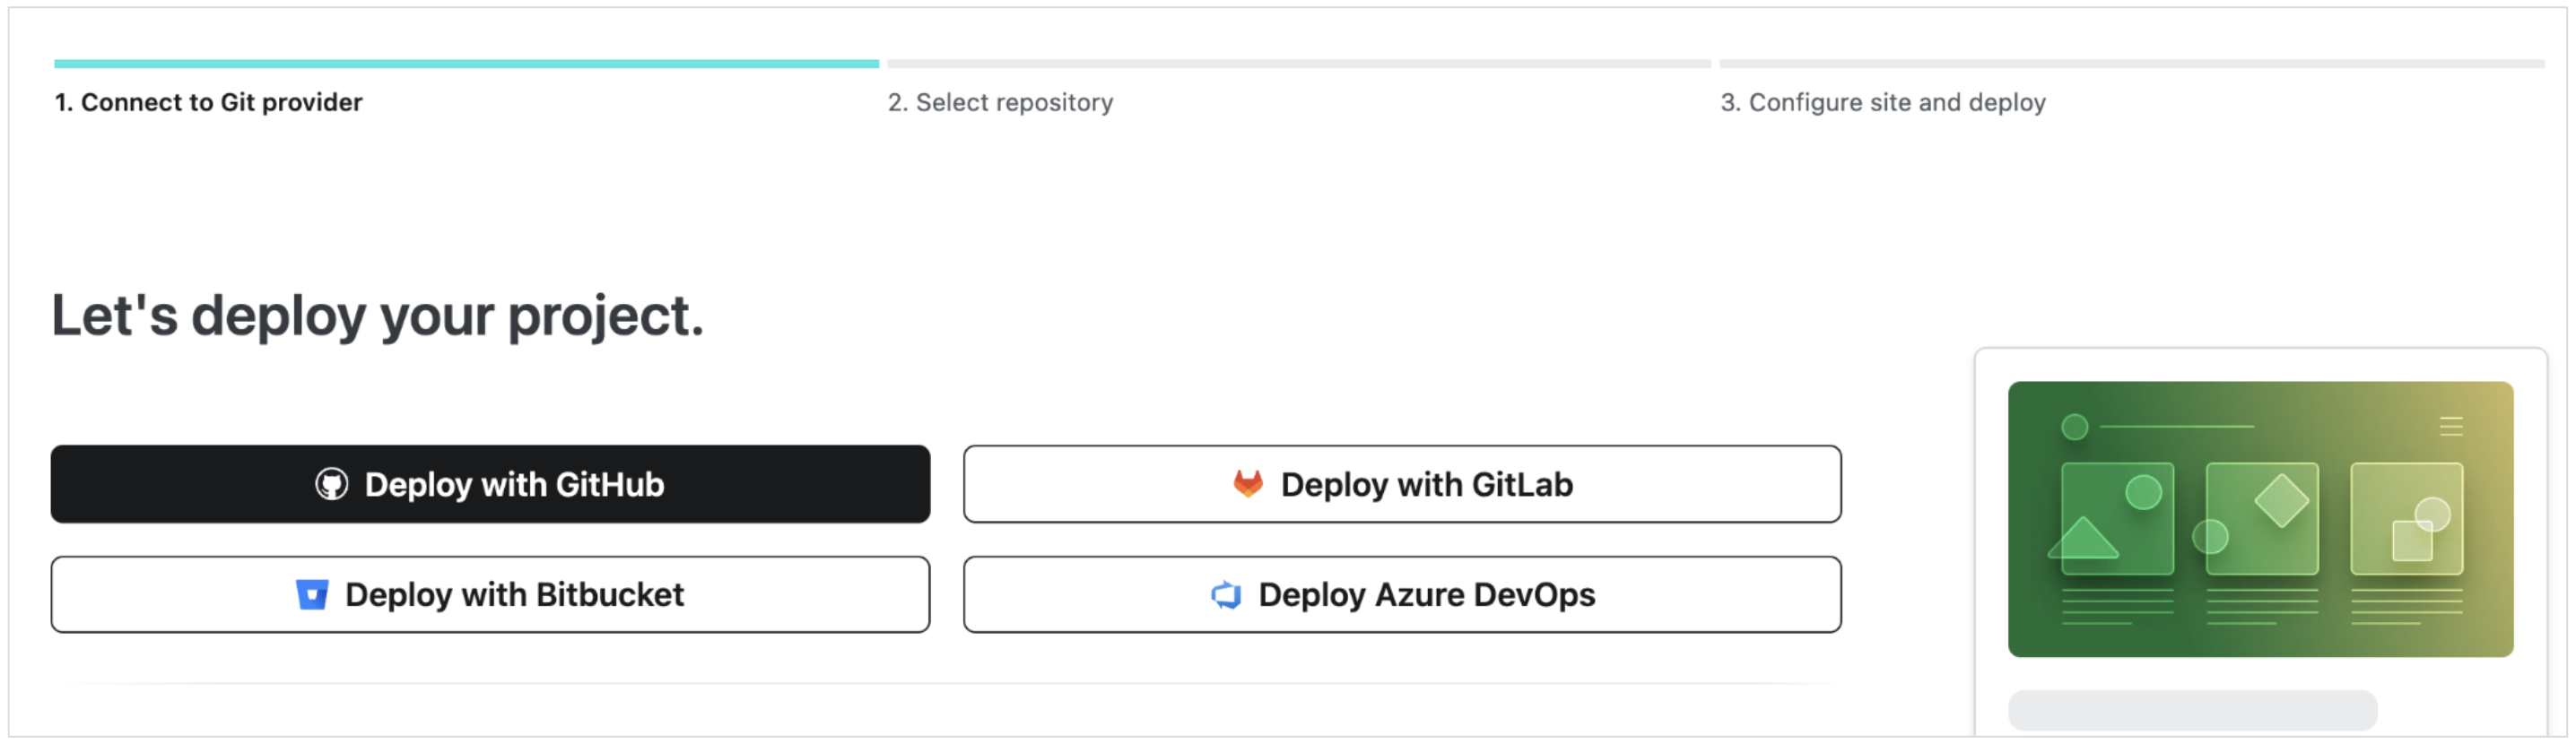 1. Connect to Git provider
2. Select repository
3. Configure site and deploy
Let's deploy your project.
Deploy with GitHub
Deploy with GitLab
Deploy with Bitbucket
Deploy Azure DevOps